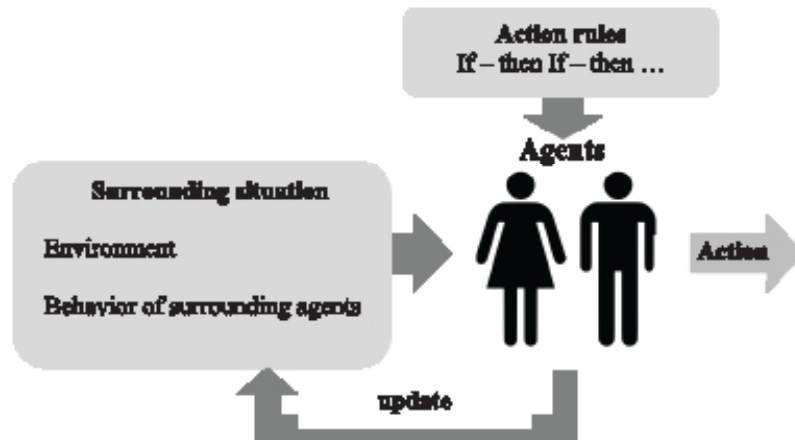 Action rules
If – then If – then ...
Agents
Surrounding situation
Environment
Behavior of surrounding agents
Action
update